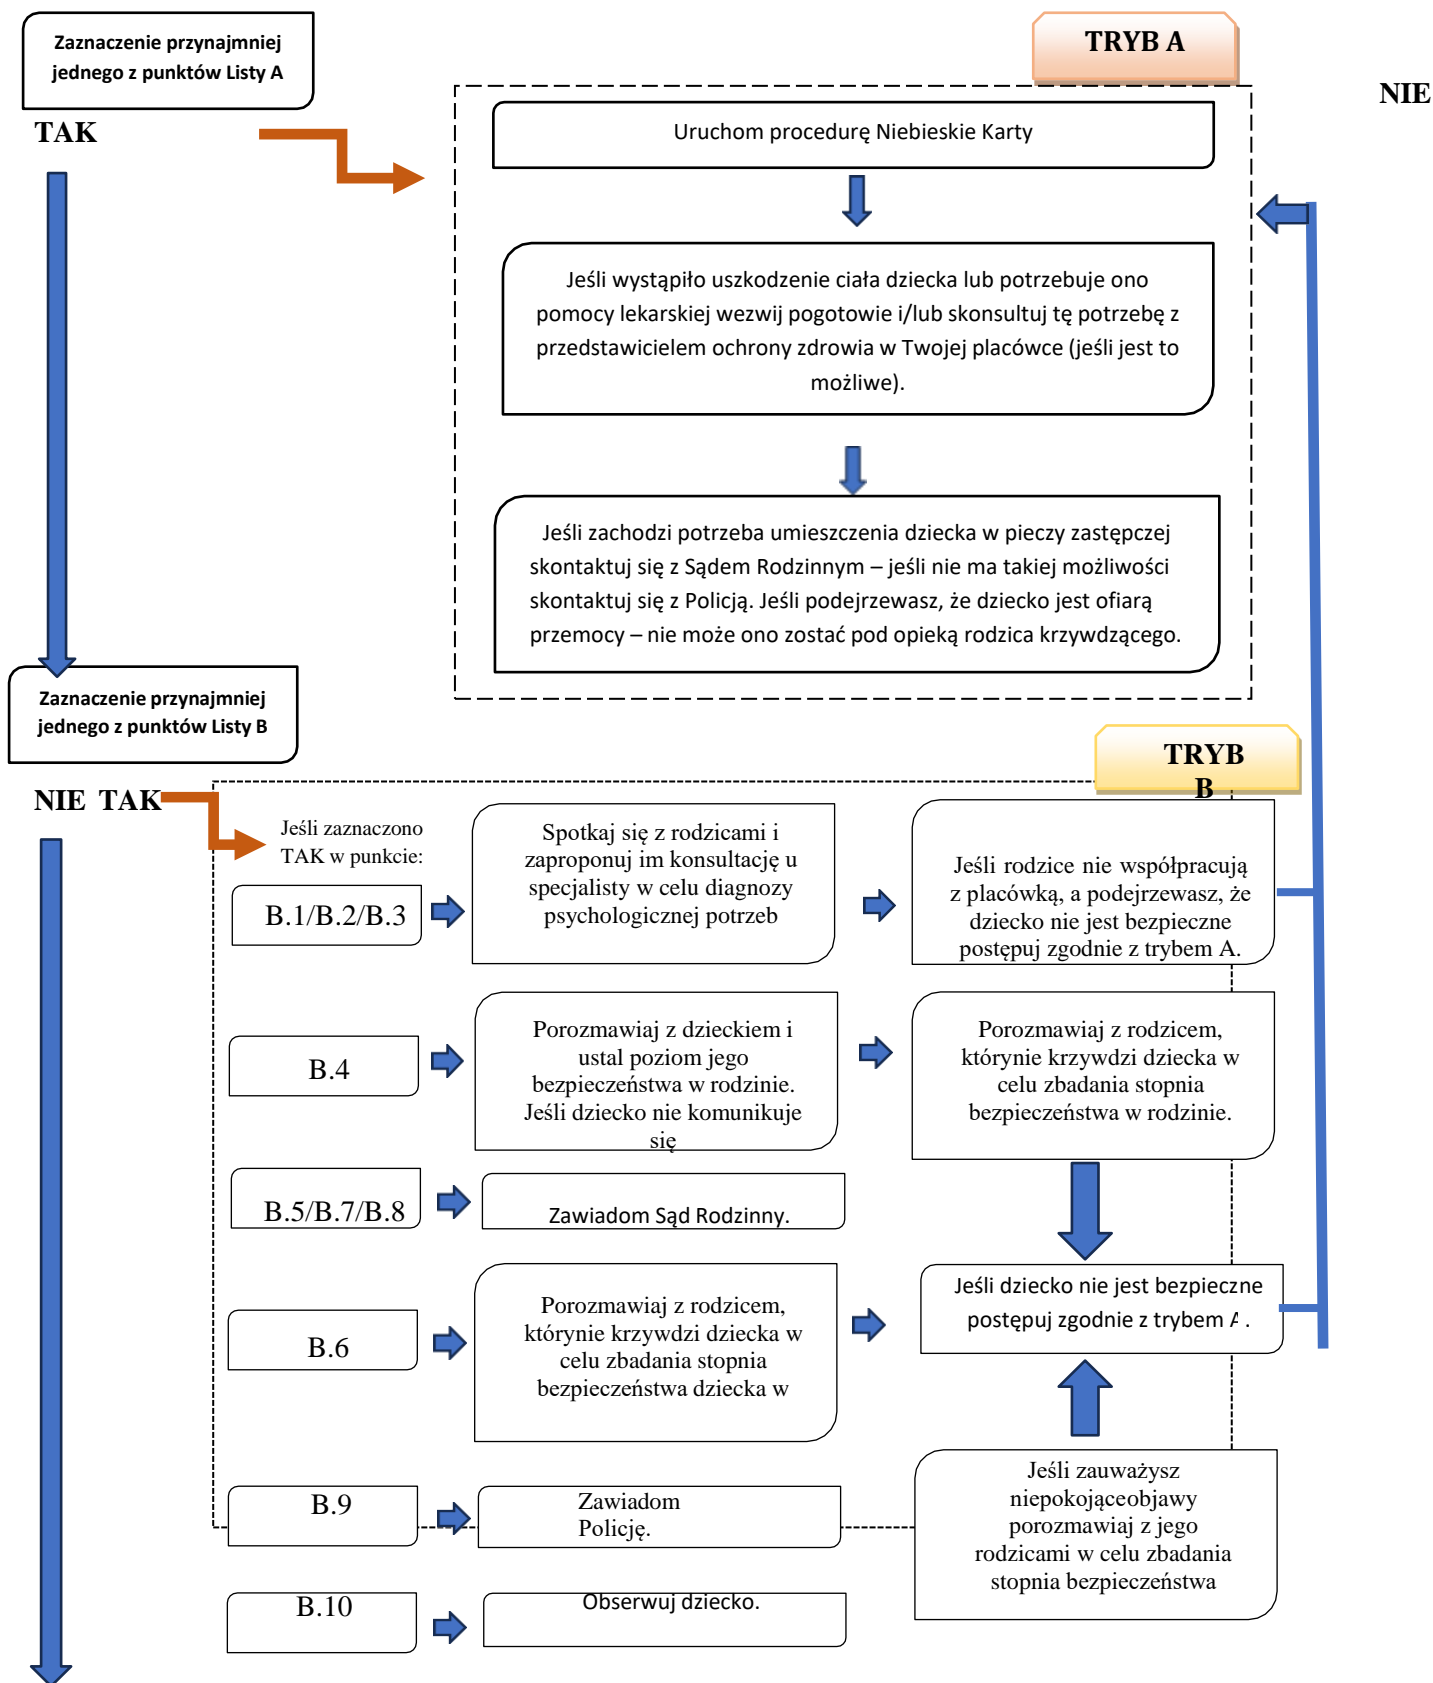 Zaznaczenie przynajmniej
jednego z punktów Listy A
TRYB A
NIE
TAK
Uruchom procedurę Niebieskie Karty
Jeśli wystąpiło uszkodzenie ciała dziecka lub potrzebuje ono
pomocy lekarskiej wezwij pogotowie i/lub skonsultuj tę potrzebę z
przedstawicielem ochrony zdrowia w Twojej placówce (jeśli jest to
możliwe).
Jeśli zachodzi potrzeba umieszczenia dziecka w pieczy zastępczej
skontaktuj się z Sądem Rodzinnym – jeśli nie ma takiej możliwości
skontaktuj się z Policją. Jeśli podejrzewasz, że dziecko jest ofiarą
przemocy – nie może ono zostać pod opieką rodzica krzywdzącego.
Zaznaczenie przynajmniej
jednego z punktów Listy B
TRYB
B
NIE TAK
Jeśli zaznaczono
TAK w punkcie:
B.1/B.2/B.3
Spotkaj się z rodzicami i
zaproponuj im konsultację u
specjalisty w celu diagnozy
psychologicznej potrzeb
Jeśli rodzice nie współpracują
z placówką, a podejrzewasz, że
dziecko nie jest bezpieczne
postępuj zgodnie z trybem A.
B.4
Porozmawiaj z dzieckiem i
ustal poziom jego
bezpieczeństwa w rodzinie.
Jeśli dziecko nie komunikuje
się
Porozmawiaj z rodzicem,
którynie krzywdzi dziecka w
celu zbadania stopnia
bezpieczeństwa w rodzinie.
B.5/B.7/B.8
Zawiadom Sąd Rodzinny.
B.6
Porozmawiaj z rodzicem,
którynie krzywdzi dziecka w
celu zbadania stopnia
bezpieczeństwa dziecka w
Jeśli dziecko nie jest bezpieczne
postępuj zgodnie z trybem A.
B.9
Zawiadom
Policję.
Jeśli zauważysz
niepokojąceobjawy
porozmawiaj z jego
rodzicami w celu zbadania
stopnia bezpieczeństwa
B.10
Obserwuj dziecko.